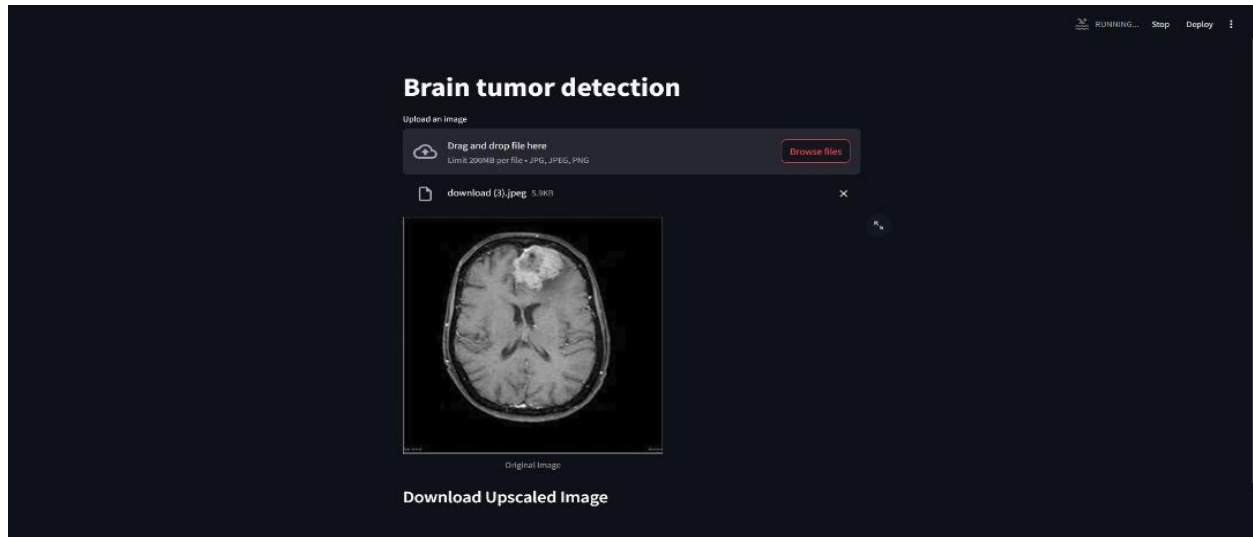 RUNNING... Stop Deploy
Brain tumor detection
Upload an image
Drag and drop file here
Limit 200MB per file • JPG, JPEG, PNG
Browse files
download (3).jpeg 5.9KB
Original Image
Download Upscaled Image